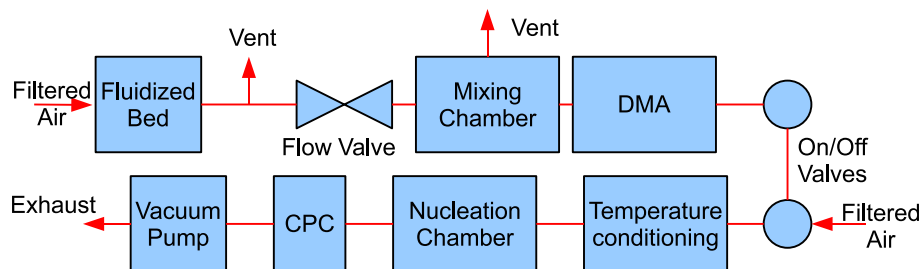 Vent
Vent
Filtered
Air
Fluidized
Bed
Flow Valve
Mixing
Chamber
DMA
On/Off
Valves
Exhaust
Vacuum
Pump
CPC
Nucleation
Chamber
Temperature
conditioning
Filtered
Air